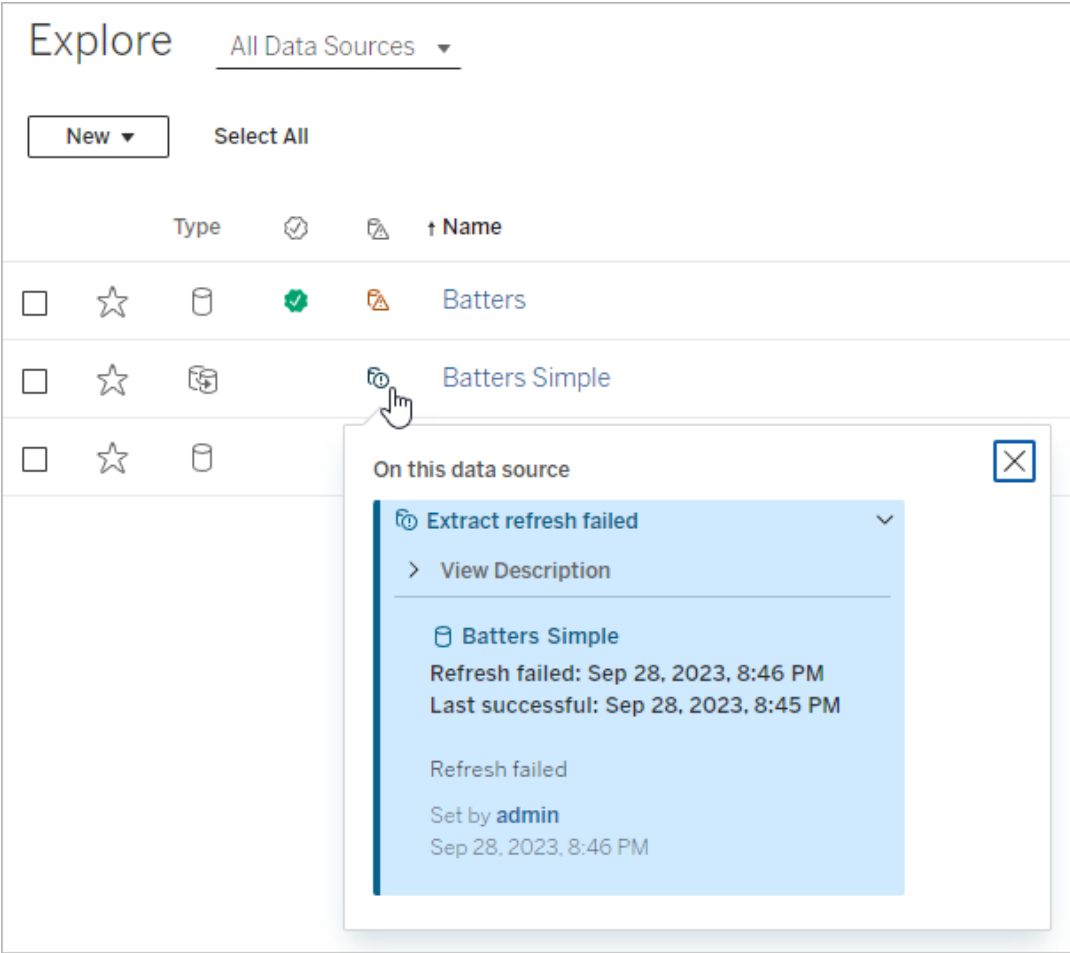 Explore All Data Sources
New Select All
Type Name
Batters
Batters Simple
On this data source
Extract refresh failed
View Description
Batters Simple
Refresh failed: Sep 28, 2023, 8:46 PM
Last successful: Sep 28, 2023, 8:45 PM
Refresh failed
Set by admin
Sep 28, 2023, 8:46 PM